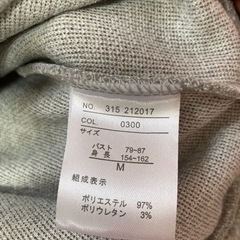 NO. 315 212017
COL 0300
サイズ
バスト 79-87
身長 154-162
M
組成表示
ポリエステル 97%
ポリウレタン 3%